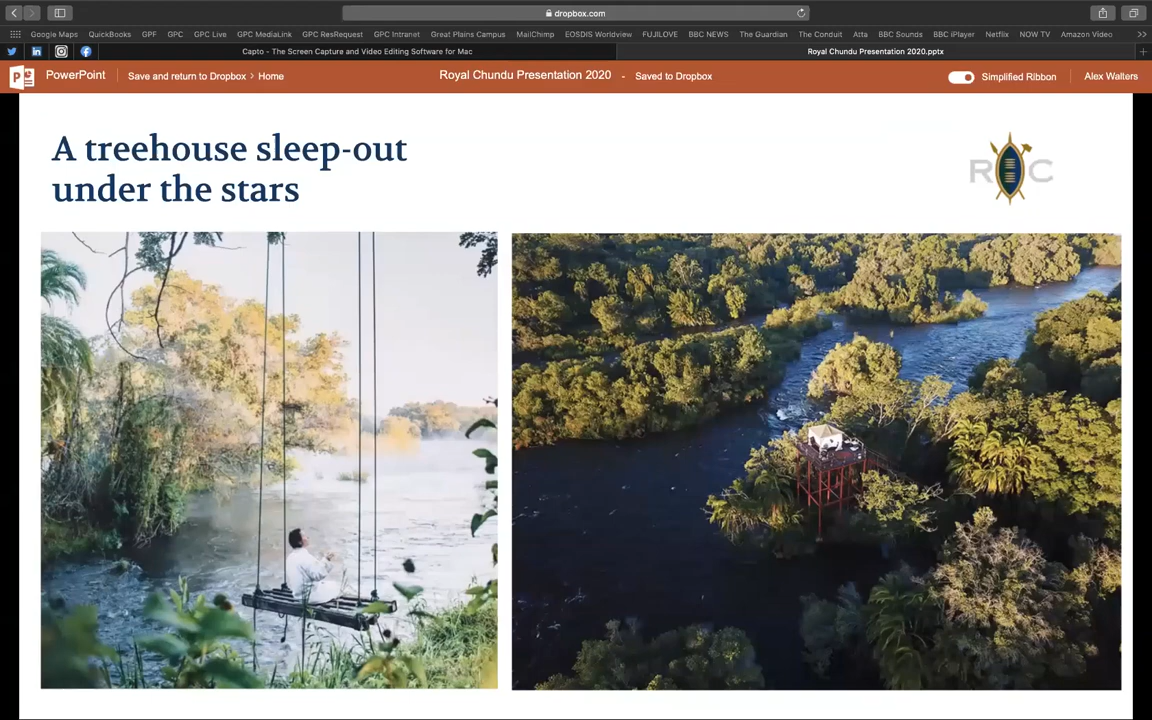 dropbox.com
Google Maps QuickBooks GPF GPC GPC Live GPC MediaLink GPC ResRequest GPC Intranet Great Plains Campus MailChimp EOSDIS Worldview FUJILOVE BBC NEWS The Guardian The Conduit Atta BBC Sounds BBC iPlayer Netflix NOW TV Amazon Video
Capto - The Screen Capture and Video Editing Software for Mac Royal Chundu Presentation 2020.pptx
PowerPoint Save and return to Dropbox > Home Royal Chundu Presentation 2020 - Saved to Dropbox Simplified Ribbon Alex Walters
A treehouse sleep-out
under the stars
R C